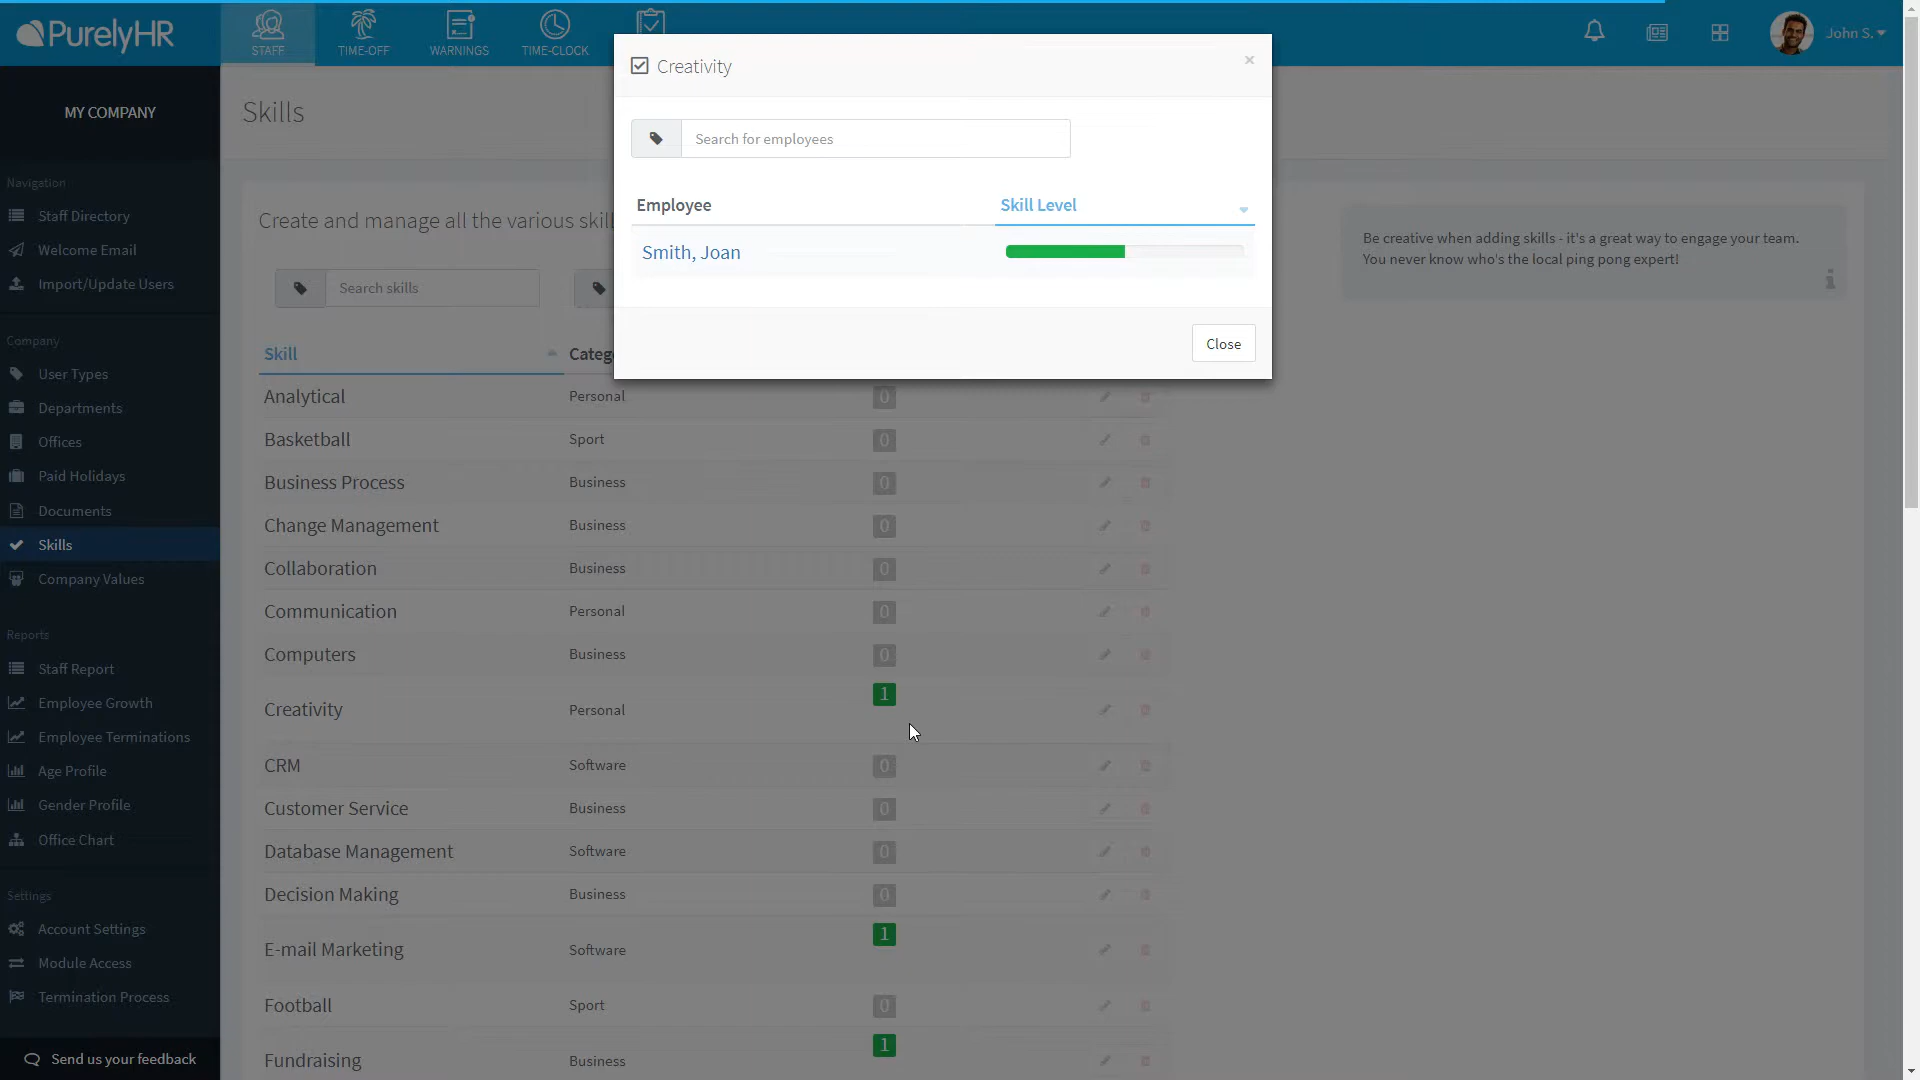 PurelyHR
STAFF
TIME-OFF
WARNINGS
TIME-CLOCK
John S.
MY COMPANY
Navigation
Staff Directory
Welcome Email
Import/Update Users
Company
User Types
Departments
Offices
Paid Holidays
Documents
Skills
Company Values
Reports
Staff Report
Employee Growth
Employee Terminations
Age Profile
Gender Profile
Office Chart
Settings
Account Settings
Module Access
Termination Process
Send us your feedback
Skills
Create and manage all the various skil
Search skills
Creativity
×
Search for employees
Employee Skill Level
Smith, Joan
Close
Be creative when adding skills - it's a great way to engage your team.
You never know who's the local ping pong expert!
Skill Categ
Analytical Personal 0
Basketball Sport 0
Business Process Business 0
Change Management Business 0
Collaboration Business 0
Communication Personal 0
Computers Business 0
Creativity Personal 1
CRM Software 0
Customer Service Business 0
Database Management Software 0
Decision Making Business 0
E-mail Marketing Software 1
Football Sport 0
Fundraising Business 1